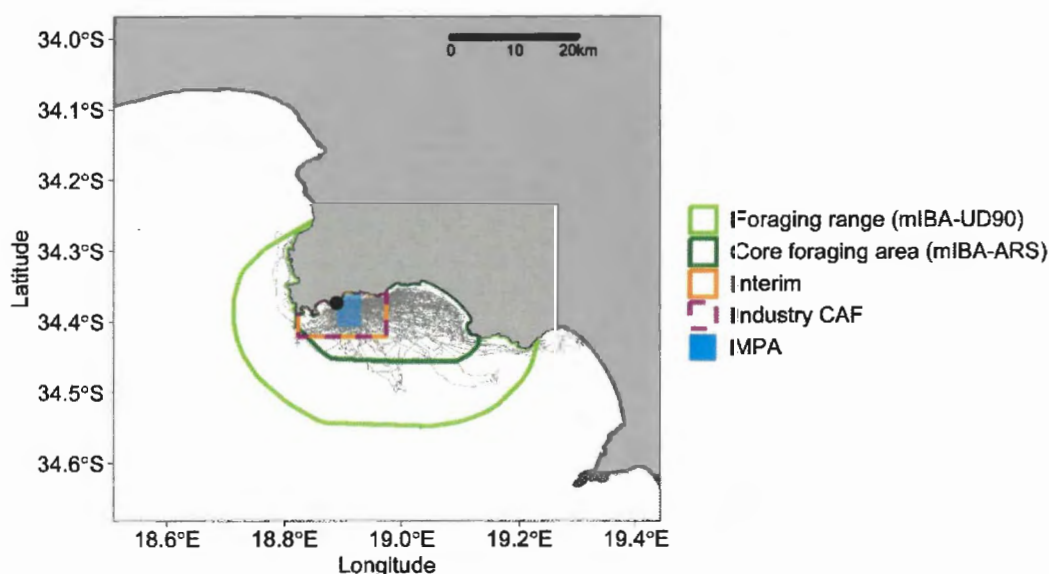 34.0°S
34.1°S
34.2°S
34.3°S
34.4°S
34.5°S
34.6°S
Latitude
0 10 20km
18.6°E 18.8°E 19.0°E 19.2°E 19.4°E
Longitude
Foraging range (mIBA-UD90)
Core foraging area (mIBA-ARS)
Interim
Industry CAF
MPA